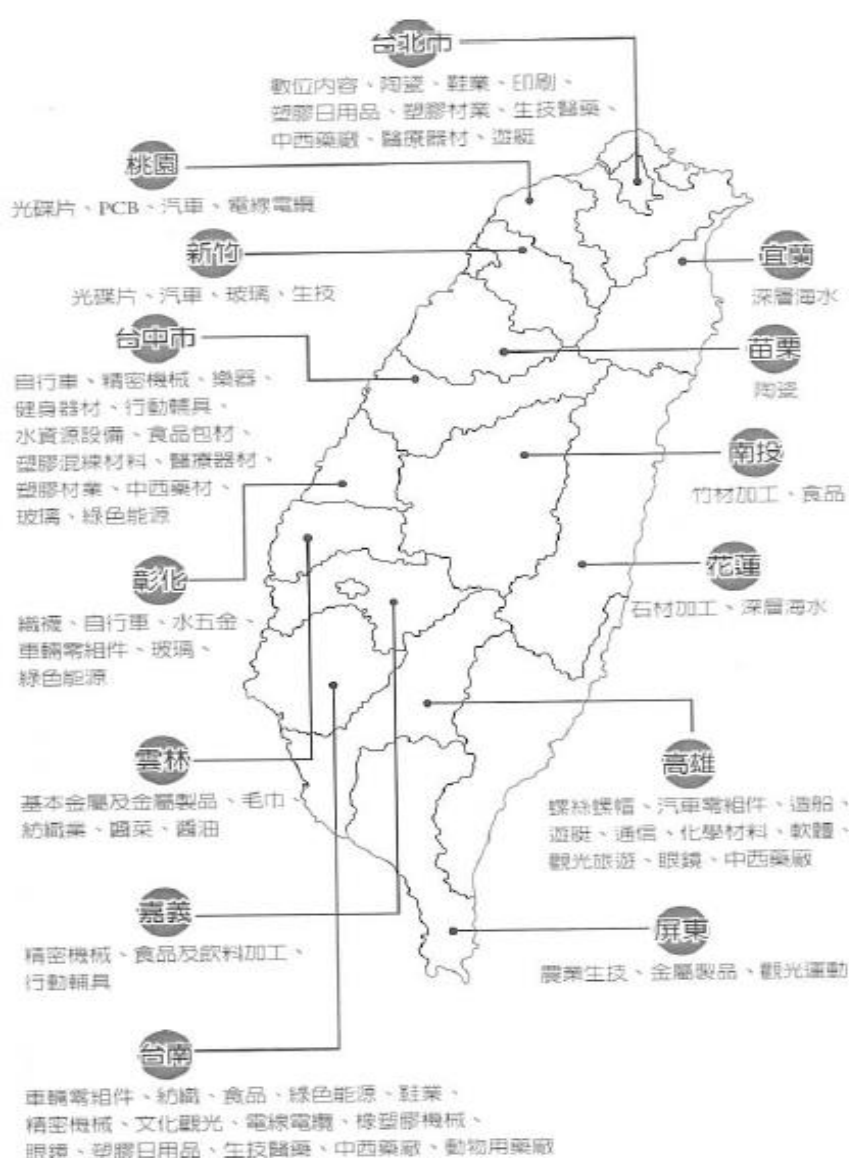 台北市
數位內容、陶瓷、鞋業、印刷、
塑膠日用品、塑膠材業、生技醫藥、
中西藥廠、醫療器材、遊艇
桃園
光碟片、PCB、汽車、電線電纜
新竹
光碟片、汽車、玻璃、生技
宜蘭
深層海水
台中市
自行車、精密機械、樂器、
健身器材、行動輔具、
水資源設備、食品包材、
塑膠混練材料、醫療器材、
塑膠材業、中西藥材、
玻璃、綠色能源
苗栗
陶瓷
南投
竹材加工、食品
彰化
織襪、自行車、水五金、
車輛零組件、玻璃、
綠色能源
花蓮
石材加工、深層海水
雲林
基本金屬及金屬製品、毛巾、
紡織業、醬菜、醬油
高雄
螺絲螺帽、汽車零組件、造船、
遊艇、通信、化學材料、軟體、
觀光旅遊、眼鏡、中西藥廠
嘉義
精密機械、食品及飲料加工、
行動輔具
屏東
農業生技、金屬製品、觀光運動
台南
車輛零組件、紡織、食品、綠色能源、鞋業、
精密機械、文化觀光、電線電纜、橡塑膠機械、
眼鏡、塑膠日用品、生技醫藥、中西藥廠、動物用藥廠